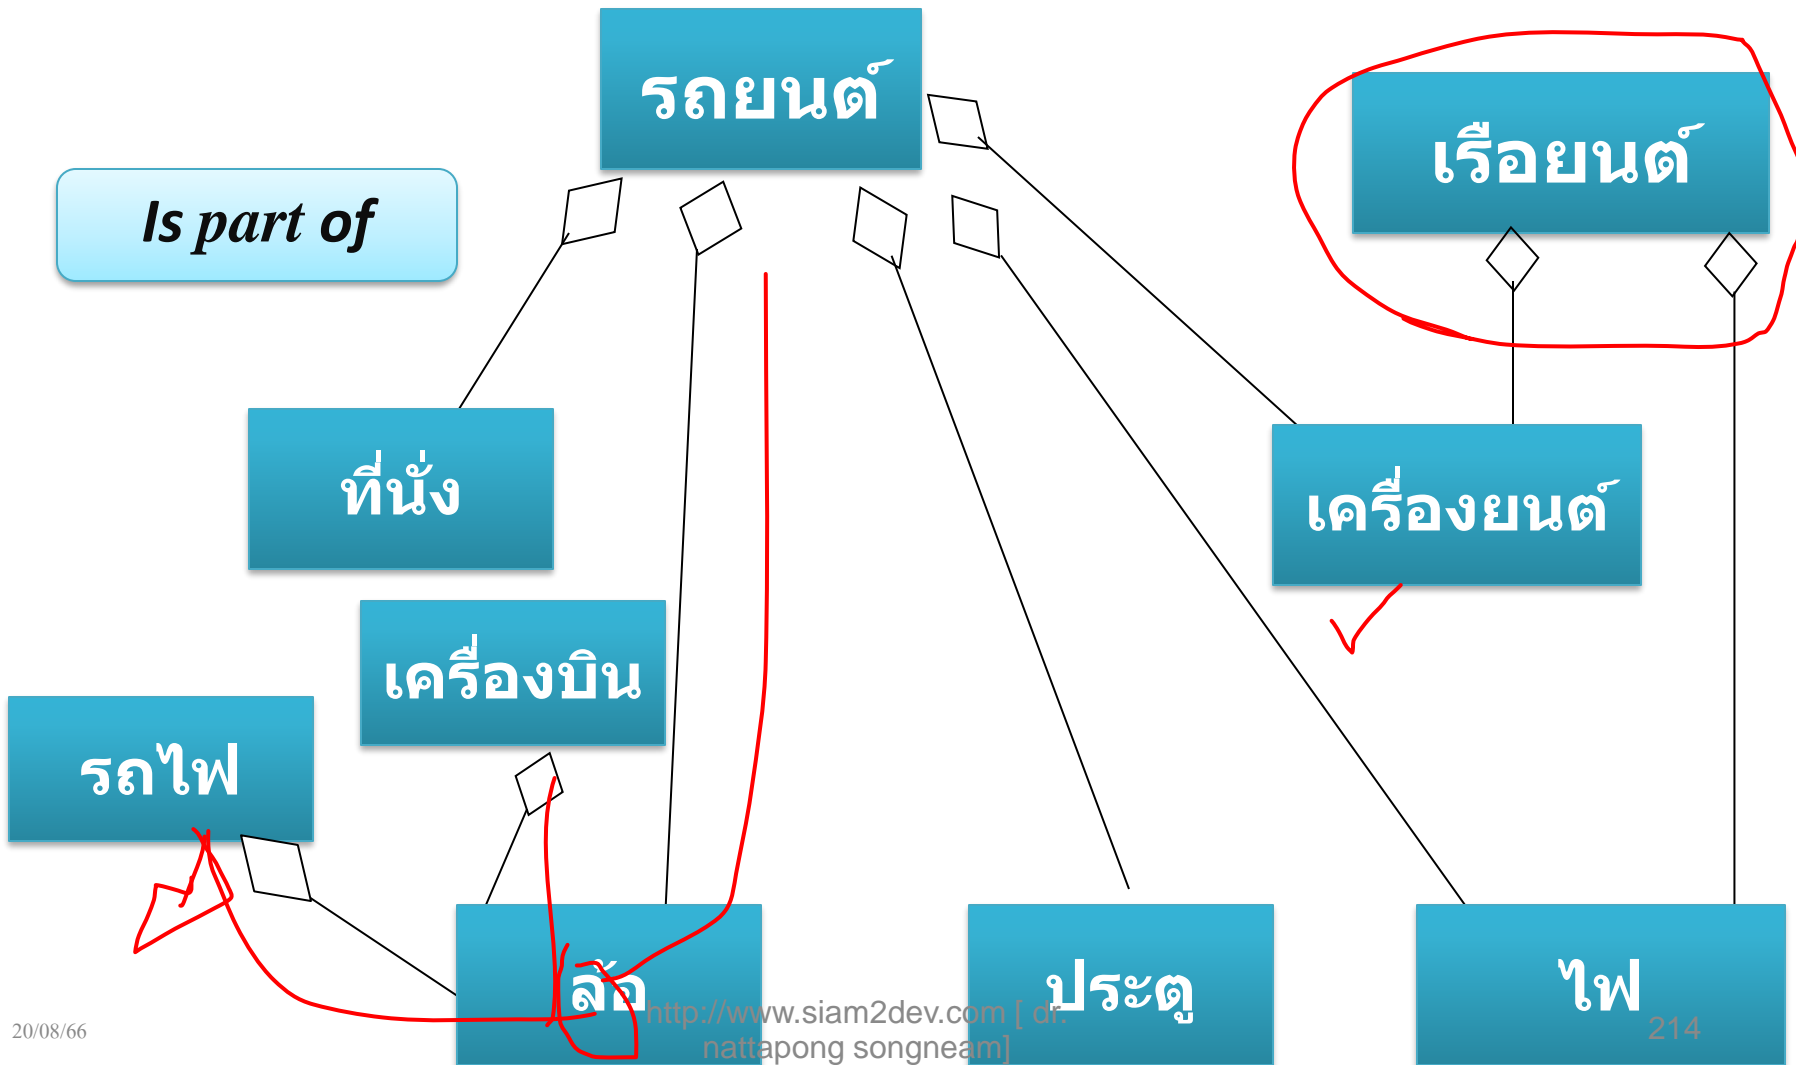 รถยนต์
เรือยนต์
Is part of
ที่นั่ง
เครื่องยนต์
เครื่องบิน
รถไฟ
ล้อ
ประตู
ไฟ
http://www.siam2dev.com [ dr.
nattapong songneam]
20/08/66
214